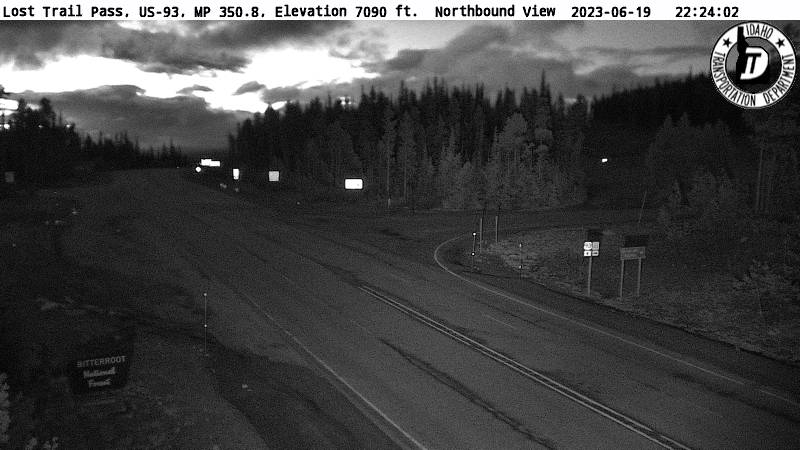 Lost Trail Pass, US-93, MP 350.8, Elevation 7090 ft. Northbound View 2023-06-19 22:24:02
IDAHO
TRANSPORTATION DEPARTMENT
BITTERROOT
National
Forest